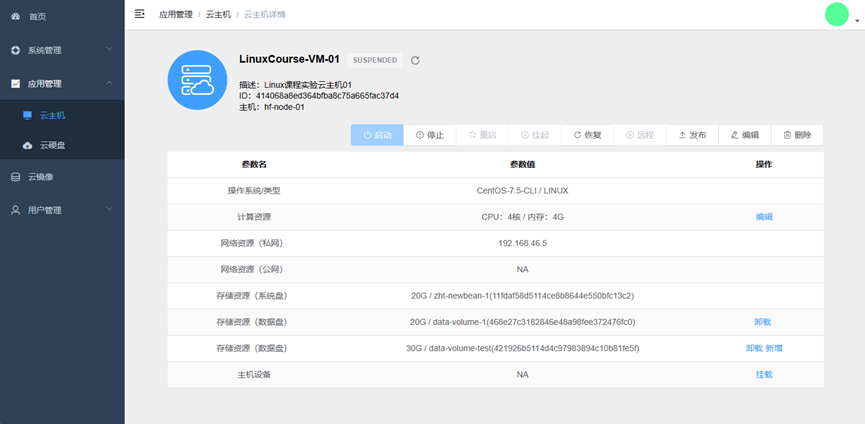 首页
系统管理
应用管理
云主机
云硬盘
云镜像
用户管理
应用管理 / 云主机 / 云主机详情
LinuxCourse-VM-01 SUSPENDED
描述：Linux课程实验云主机01
ID：414068a8ed364bfba8c75a665fac37d4
主机：hf-node-01
启动 停止 重启 挂起 恢复 远程 发布 编辑 删除
参数名 参数值 操作
操作系统/类型 CentOS-7.5-CLI / LINUX
计算资源 CPU：4核 / 内存：4G 编辑
网络资源（私网） 192.168.46.5
网络资源（公网） NA
存储资源（系统盘） 20G / zht-newbean-1(11fdaf58d5114ce8b8644e550bfc13c2)
存储资源（数据盘） 20G / data-volume-1(468e27c3182846e48a98fee372476fc0) 卸载
存储资源（数据盘） 30G / data-volume-test(421926b5114d4c97983894c10b81fe5f) 卸载 新增
主机设备 NA 挂载